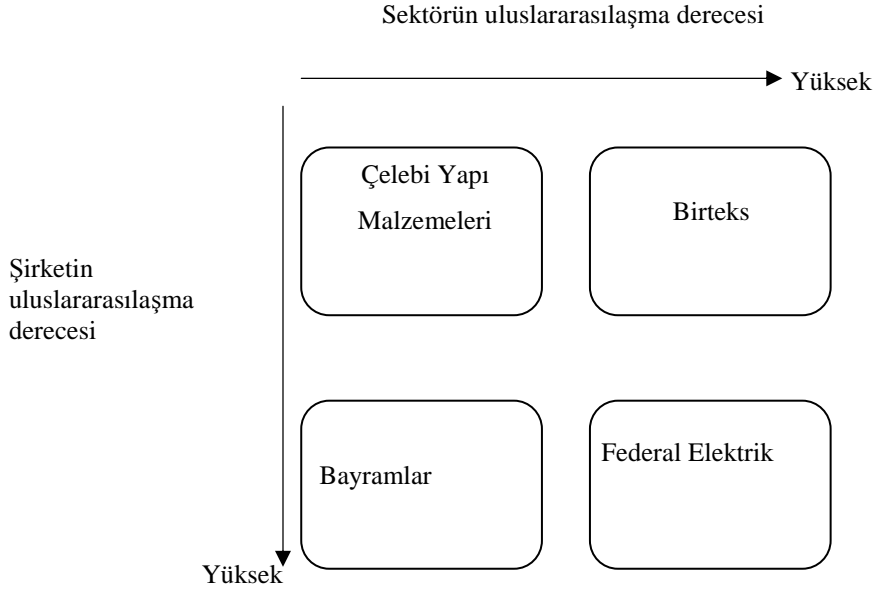 Sektörün uluslararasılaşma derecesi
Yüksek
Çelebi Yapı
Malzemeleri
Birteks
Şirketin
uluslararasılaşma
derecesi
Bayramlar
Federal Elektrik
Yüksek